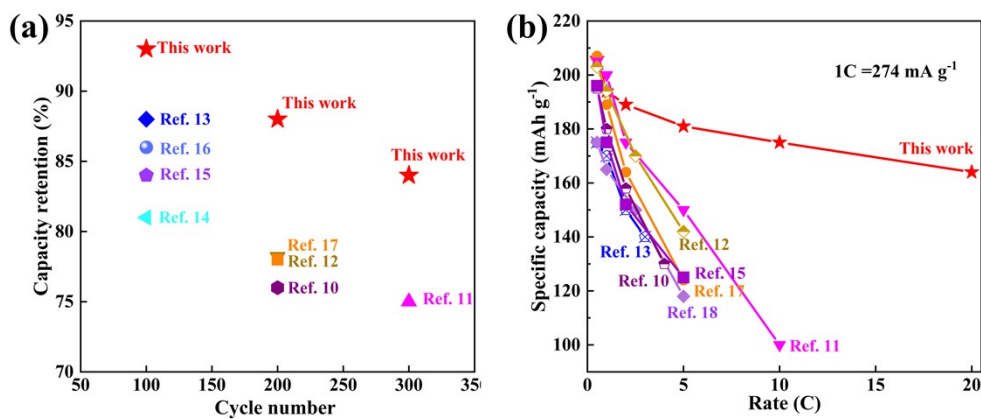 (a)
Capacity retention (%)
95
90
85
80
75
70
50
100
150
200
250
300
35
Cycle number
This work
This work
This work
Ref. 13
Ref. 16
Ref. 15
Ref. 14
Ref. 17
Ref. 12
Ref. 10
Ref. 11
(b)
Specific capacity (mAh g⁻¹)
220
200
180
160
140
120
100
0
5
10
15
20
Rate (C)
1C =274 mA g⁻¹
This work
Ref. 12
Ref. 13
Ref. 10
Ref. 15
Ref. 17
Ref. 18
Ref. 11